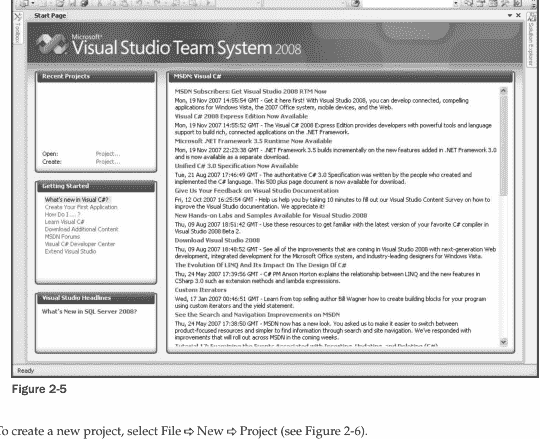 Start Page
Toolbox
Solution Explorer
Microsoft
Visual Studio Team System 2008
Recent Projects
Open: Project...
Create: Project...
Getting Started
What's new in Visual C#?
Create Your First Application
How Do I ... ?
Learn Visual C#
Download Additional Content
MSDN Forums
Visual C# Developer Center
Extend Visual Studio
Visual Studio Headlines
What's New in SQL Server 2008?
MSDN: Visual C#
MSDN Subscribers: Get Visual Studio 2008 RTM Now
Mon, 19 Nov 2007 14:55:54 GMT - Get it here first! With Visual Studio 2008, you can develop connected, compelling
applications for Windows Vista, the 2007 Office system, mobile devices, and the Web.
Visual C# 2008 Express Edition Now Available
Mon, 19 Nov 2007 14:55:52 GMT - The Visual C# 2008 Express Edition provides developers with powerful tools and language
support to build rich, connected applications on the .NET Framework.
Microsoft .NET Framework 3.5 Runtime Now Available
Mon, 19 Nov 2007 22:23:38 GMT - .NET Framework 3.5 builds incrementally on the new features added in .NET Framework 3.0
and is now available as a separate download.
Unified C# 3.0 Specification Now Available
Tue, 21 Aug 2007 17:46:49 GMT - The authoritative C# 3.0 Specification was written by the people who created and
implemented the C# language. This 500 plus page document is now available for download.
Give Us Your Feedback on Visual Studio Documentation
Fri, 12 Oct 2007 16:25:54 GMT - Help us help you by taking 10 minutes to fill out our Visual Studio Content Survey on how to
improve the Visual Studio documentation. We appreciate it!
New Hands-on Labs and Samples Available for Visual Studio 2008
Thu, 09 Aug 2007 18:51:42 GMT - Use these resources to get familiar with the latest version of your favorite C# compiler in
Visual Studio 2008 Beta 2.
Download Visual Studio 2008
Thu, 09 Aug 2007 18:40:52 GMT - See all of the improvements that are coming in Visual Studio 2008 with next-generation Web
development, integrated development for the Microsoft Office system, and industry-leading designers for Windows Vista.
The Evolution Of LINQ And Its Impact On The Design Of C#
Thu, 24 May 2007 17:39:56 GMT - C# PM Anson Horton explains the relationship between LINQ and the new features in
CSharp 3.0 such as extension methods and lambda expresssions.
Custom Iterators
Wed, 17 Jan 2007 00:46:51 GMT - Learn from top selling author Bill Wagner how to create building blocks for your program
using custom iterators and the yield statement.
See the Search and Navigation Improvements on MSDN
Thu, 24 May 2007 17:38:50 GMT - MSDN now has a new look. You asked us to make it easier to switch between
product-focused resources and simpler to find information through search and site navigation. We've responded with
improvements that will roll out across MSDN in the coming weeks.
Tutorial 17: Examining the Events Associated with Inserting, Updating, and Deleting (C#)
Ready
Figure 2-5
To create a new project, select File ⇨ New ⇨ Project (see Figure 2-6).